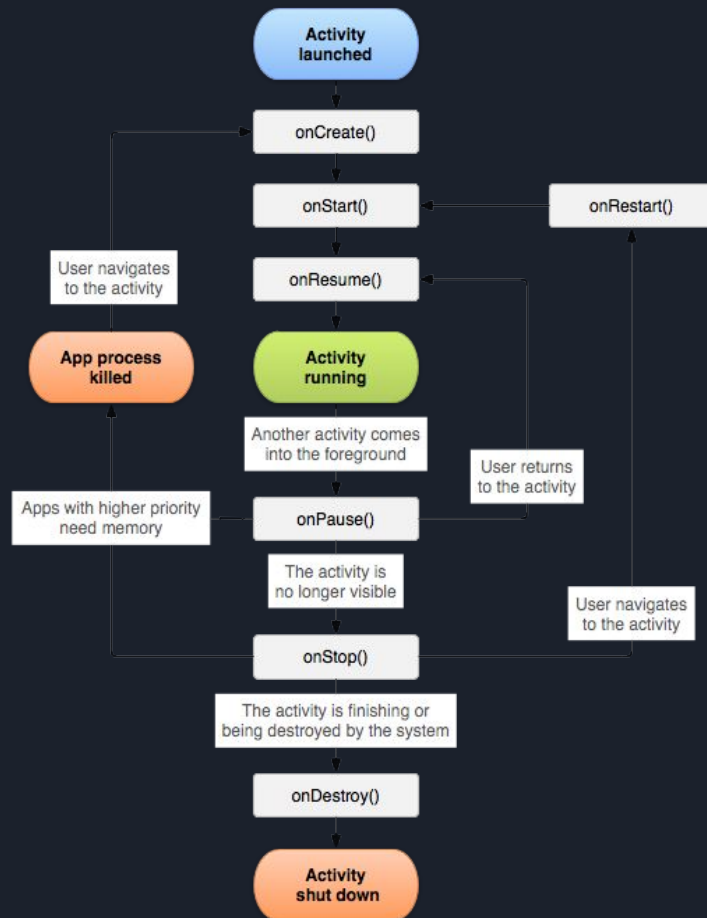 Activity
launched
onCreate()
onStart()
onRestart()
User navigates
to the activity
onResume()
App process
killed
Activity
running
Another activity comes
into the foreground
User returns
to the activity
Apps with higher priority
need memory
onPause()
The activity is
no longer visible
User navigates
to the activity
onStop()
The activity is finishing or
being destroyed by the system
onDestroy()
Activity
shut down